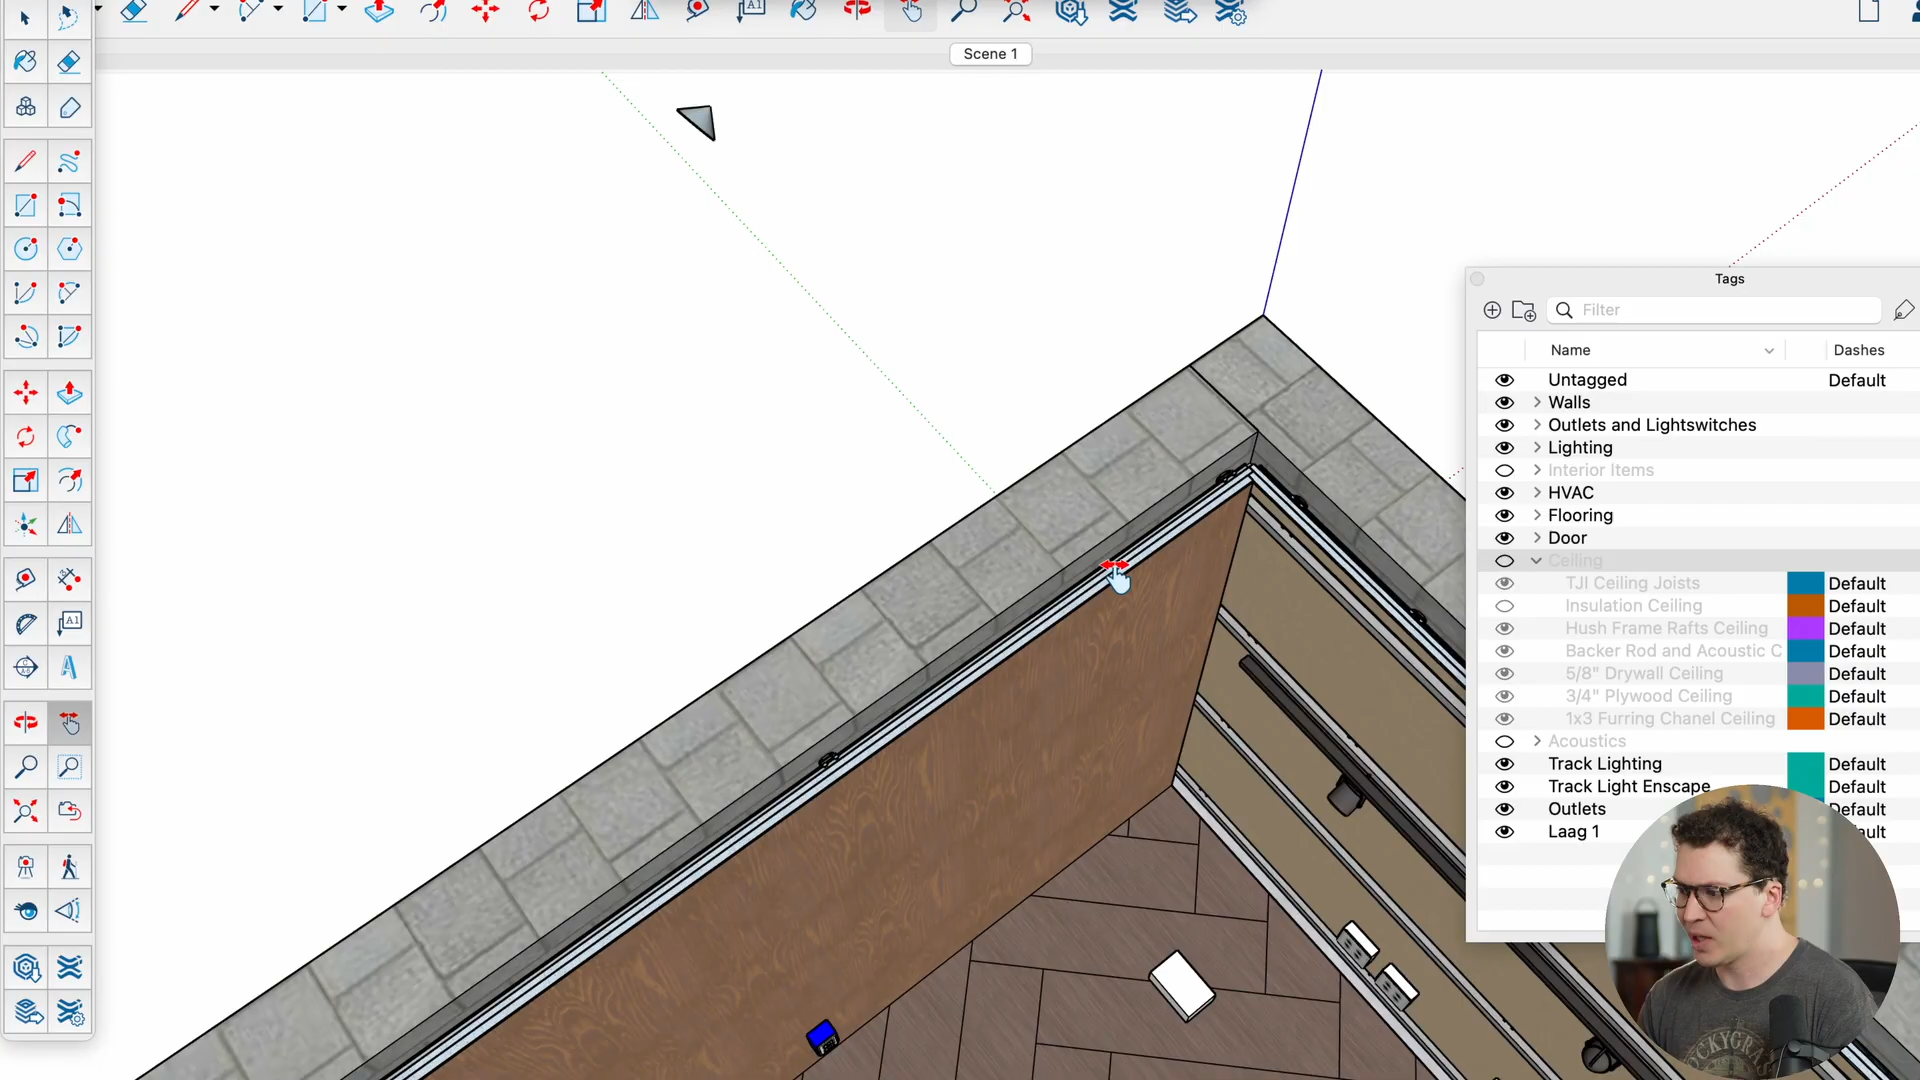 A1
Scene 1
A1
Tags
Filter
Name Dashes
Untagged Default
Walls
Outlets and Lightswitches
Lighting
Interior Items
HVAC
Flooring
Door
Ceiling
TJI Ceiling Joists Default
Insulation Ceiling Default
Hush Frame Rafts Ceiling Default
Backer Rod and Acoustic C Default
5/8" Drywall Ceiling Default
3/4" Plywood Ceiling Default
1x3 Furring Chanel Ceiling Default
Acoustics
Track Lighting Default
Track Light Enscape Default
Outlets
Laag 1